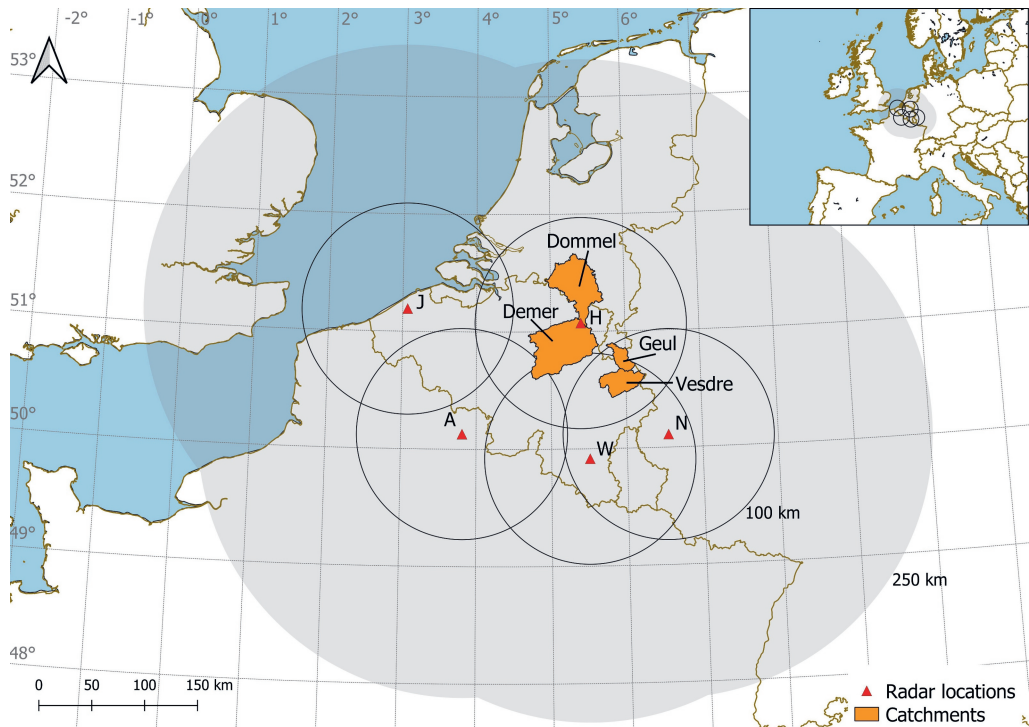 -2° -1° 0° 1° 2° 3° 4° 5° 6° 7°
53°
52°
51°
50°
49°
48°
Dommel
J
Demer
H
Geul
Vesdre
A
N
W
100 km
250 km
0 50 100 150 km
Radar locations
Catchments